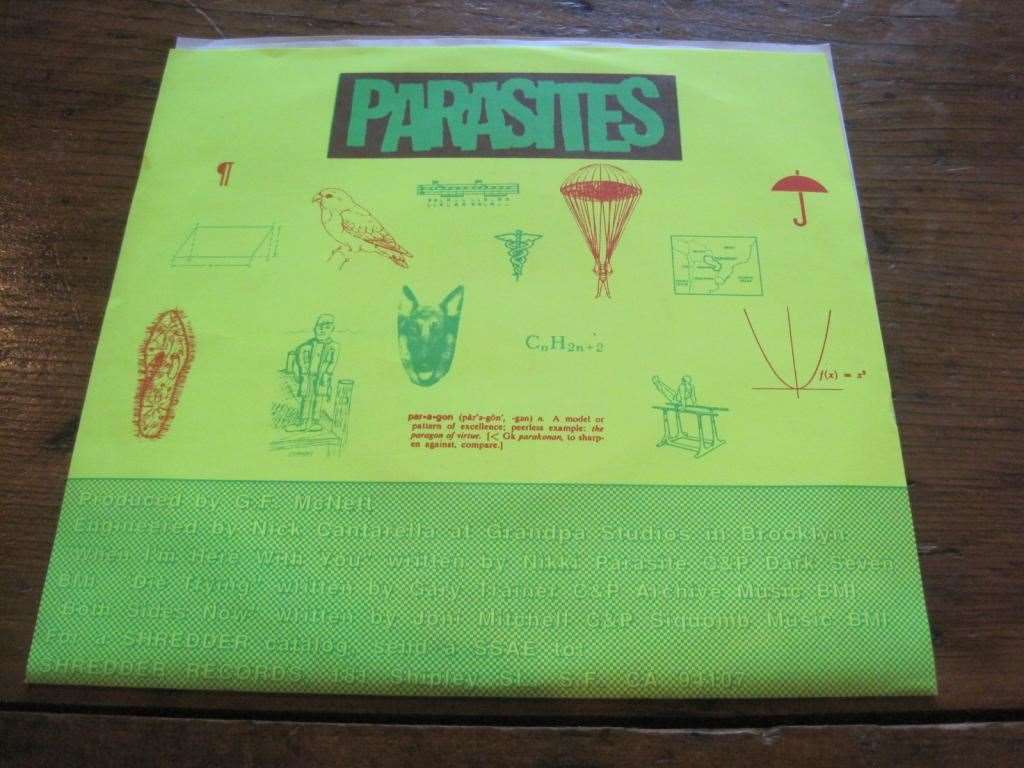 PARASITES
¶
CnH2n+2
f(x) = x²
par•a•gon (păr'ə-gŏn', -gən) n. A model or
pattern of excellence; peerless example: the
paragon of virtue. [< Gk parakonan, to sharp-
en against, compare.]
Produced by G.F. McNett
Engineered by Nick Cantarella at Grandpa Studios in Brooklyn
"When I'm Here With You" written by Nikki Parasite C&P Dark Seven
BMI "Die Trying" written by Gary Trainer C&P Archive Music BMI
"Both Sides Now" written by Joni Mitchell C&P Siquomb Music BMI
For a SHREDDER catalog, send a SSAE to:
SHREDDER RECORDS, 181 Shipley St., S.F. CA 94107